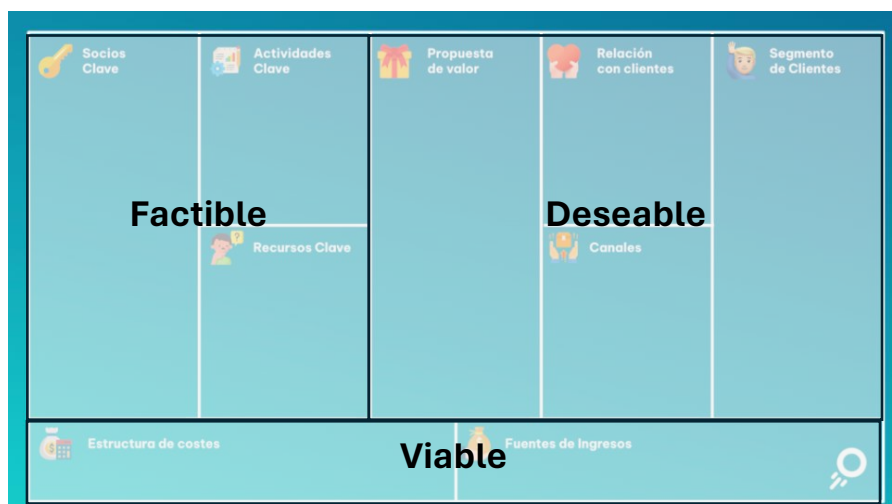 Socios
Clave
Actividades
Clave
Propuesta
de valor
Relación
con clientes
Segmento
de Clientes
Factible
Deseable
Recursos Clave
Canales
Estructura de costes
Viable
Fuentes de Ingresos